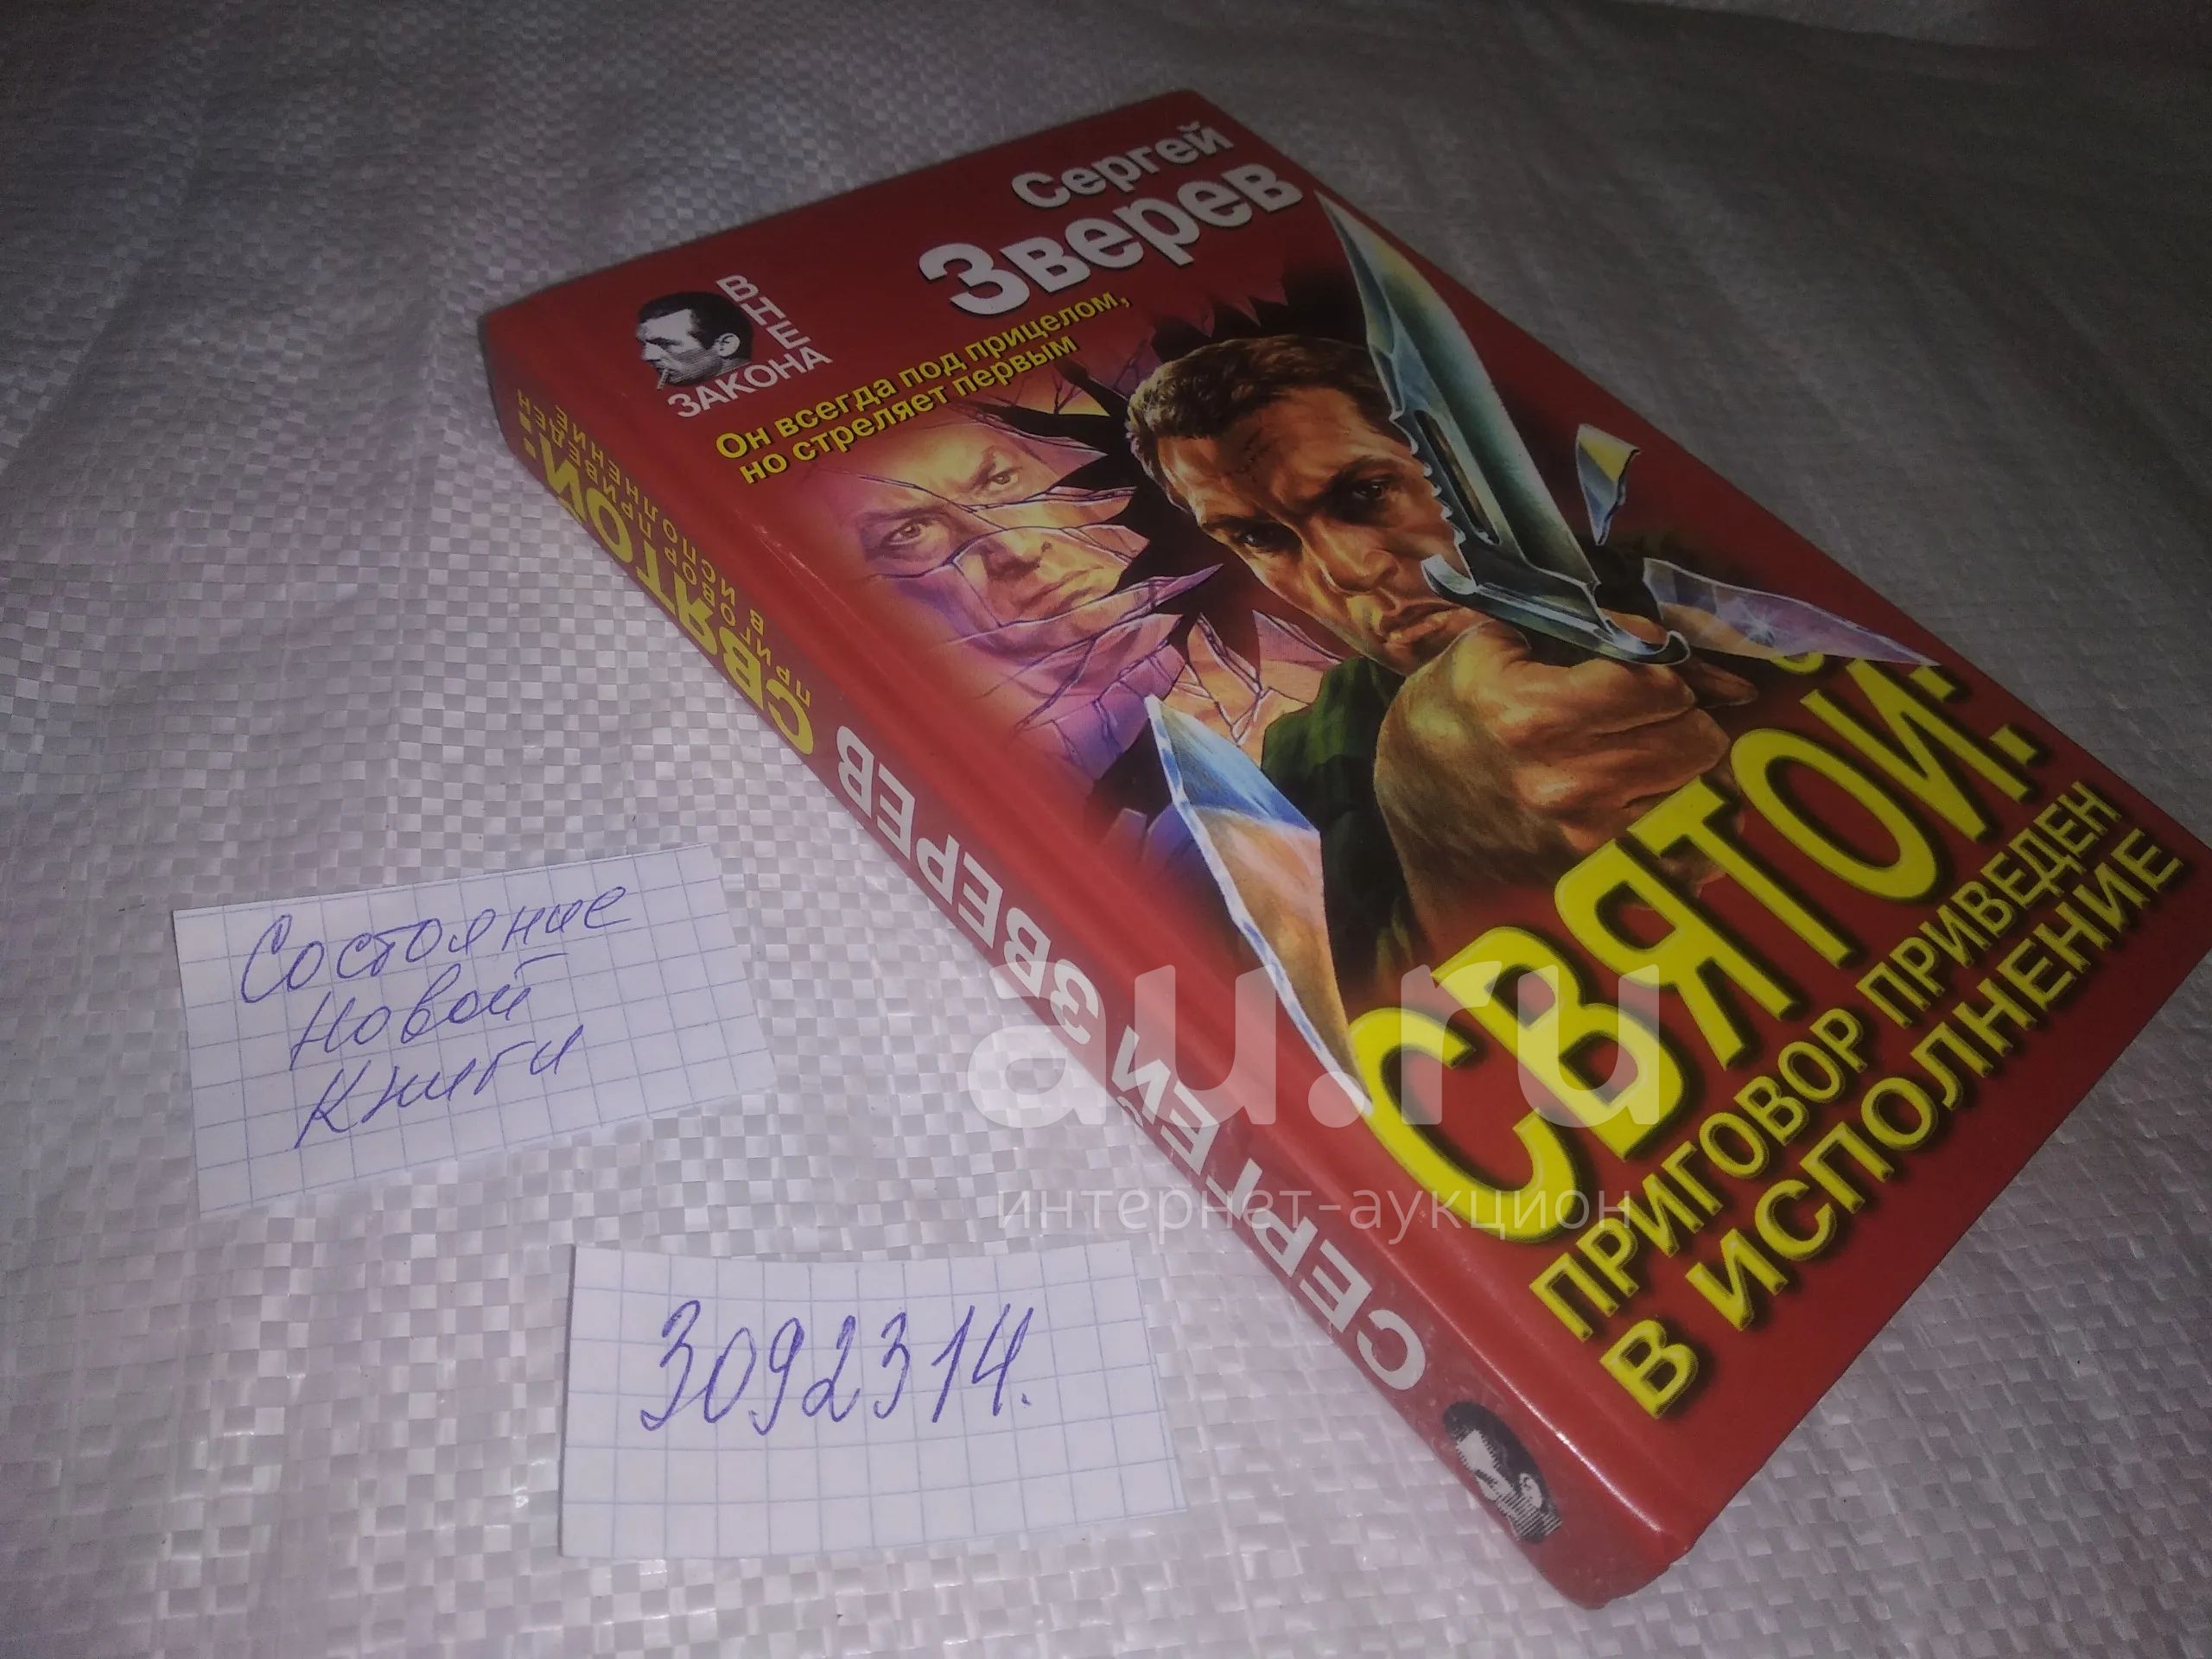 Сергей
Зверев
ВНЕ
ЗАКОНА
Он всегда под прицелом,
но стреляет первым
СВЯТОЙ:
ПРИГОВОР ПРИВЕДЕН
В ИСПОЛНЕНИЕ
СЕРГЕЙ ЗВЕРЕВ
СВЯТОЙ:
ПРИГОВОР ПРИВЕДЕН
В ИСПОЛНЕНИЕ
Состояние
новой
книги
3092314.
au.ru
интернет-аукцион